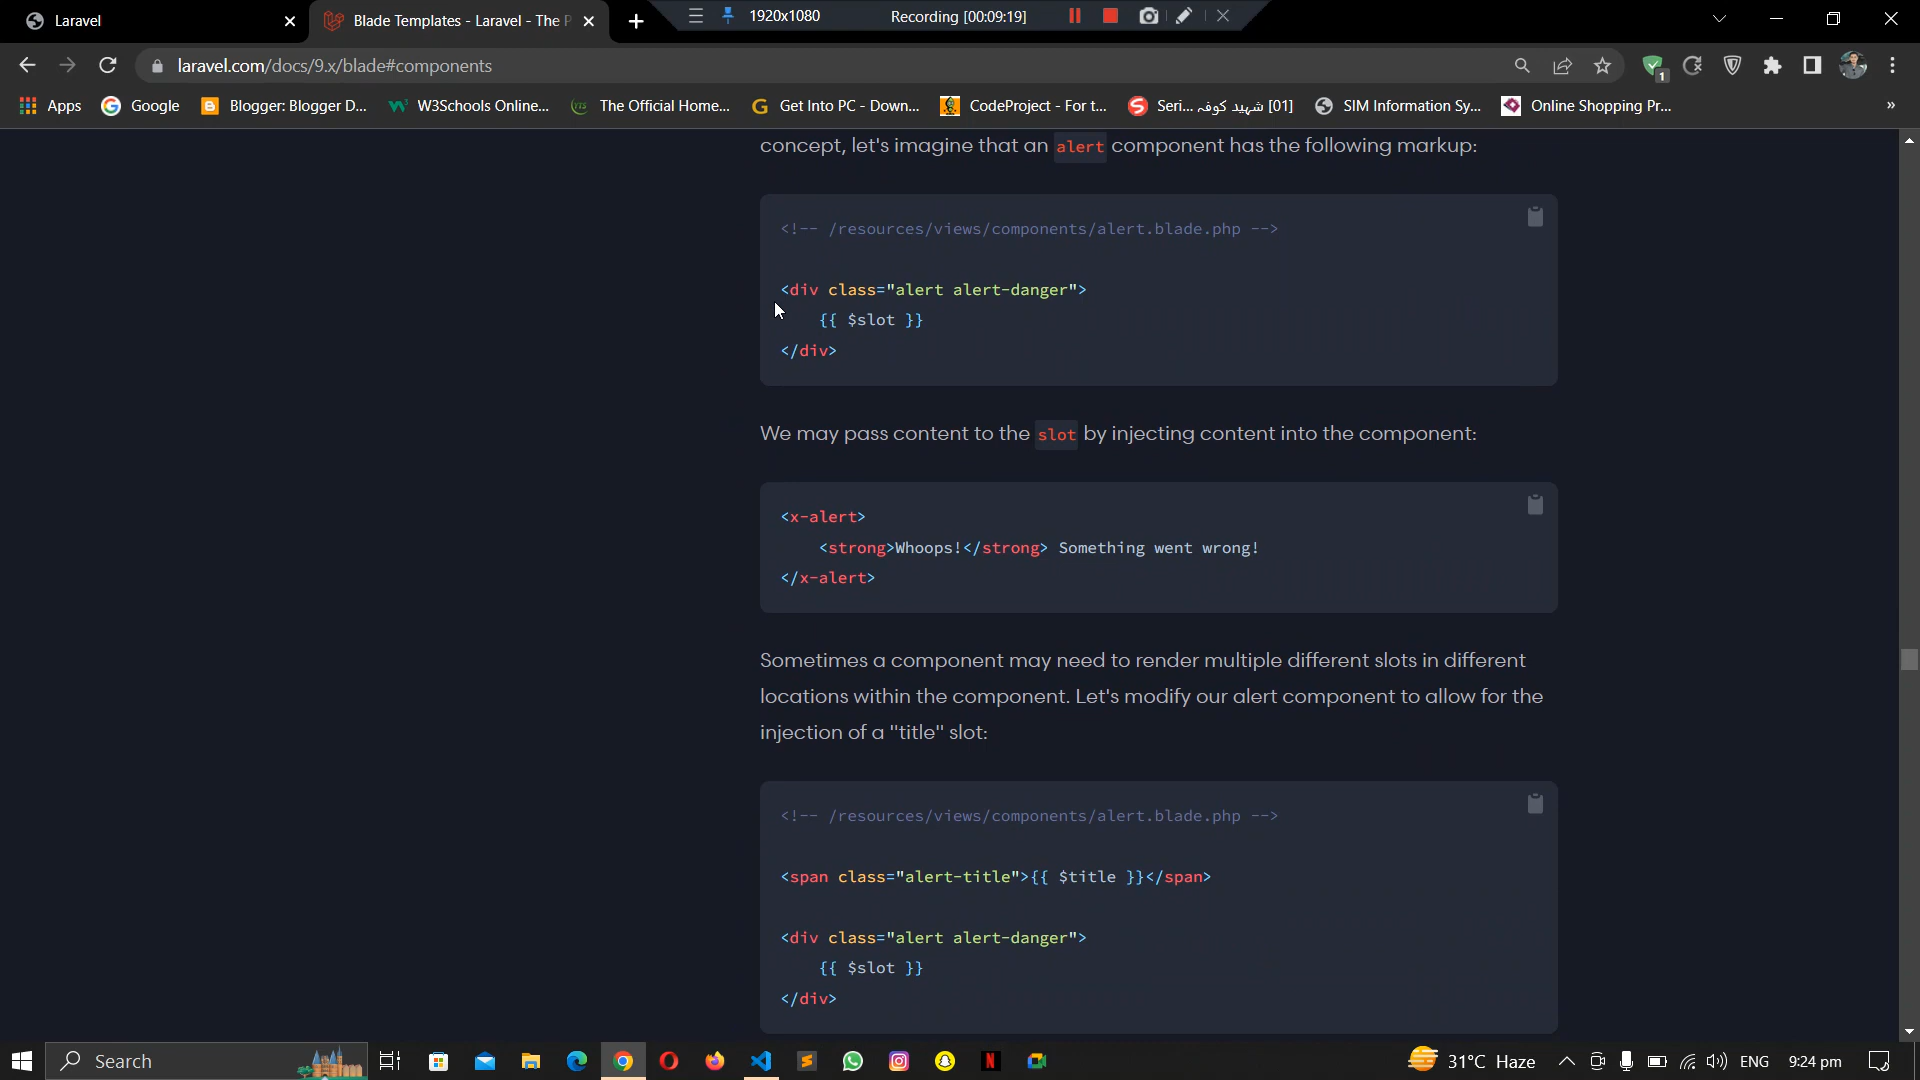 Laravel
Blade Templates - Laravel - The P
1920x1080
Recording [00:09:19]
laravel.com/docs/9.x/blade#components
1
Apps
Google
Blogger: Blogger D...
W3Schools Online...
The Official Home...
Get Into PC - Down...
CodeProject - For t...
Seri... شہید کوفہ [01]
SIM Information Sy...
Online Shopping Pr...
»
concept, let's imagine that an alert component has the following markup:
<!-- /resources/views/components/alert.blade.php -->
<div class="alert alert-danger">
{{ $slot }}
</div>
We may pass content to the slot by injecting content into the component:
<x-alert>
<strong>Whoops!</strong> Something went wrong!
</x-alert>
Sometimes a component may need to render multiple different slots in different
locations within the component. Let's modify our alert component to allow for the
injection of a "title" slot:
<!-- /resources/views/components/alert.blade.php -->
<span class="alert-title">{{ $title }}</span>
<div class="alert alert-danger">
{{ $slot }}
</div>
Search
31°C Haze
ENG
9:24 pm